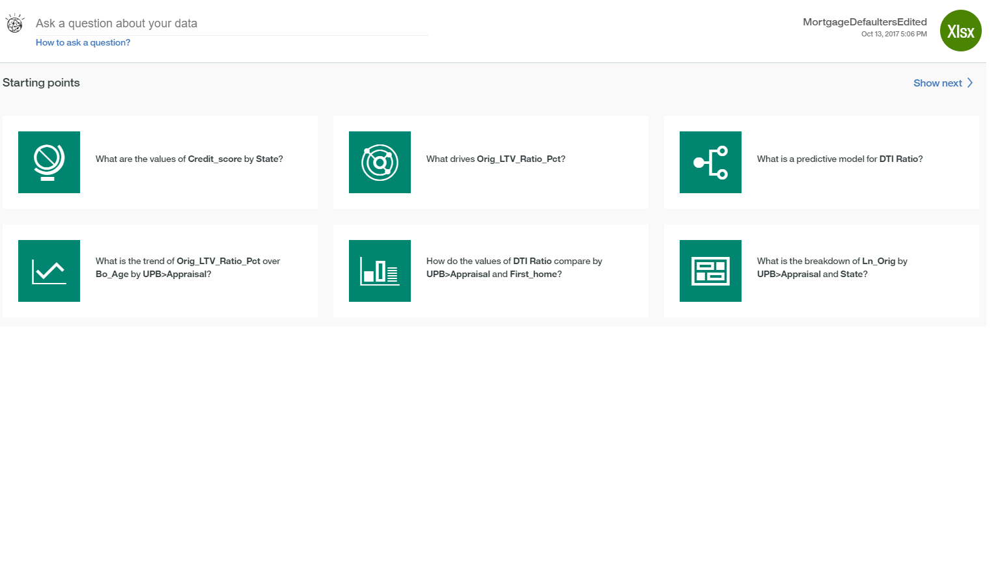 Ask a question about your data
How to ask a question?
MortgageDefaultersEdited
Oct 13, 2017 5:06 PM
Xlsx
Starting points
Show next
What are the values of Credit_score by State?
What drives Orig_LTV_Ratio_Pct?
What is a predictive model for DTI Ratio?
What is the trend of Orig_LTV_Ratio_Pct over
Bo_Age by UPB>Appraisal?
How do the values of DTI Ratio compare by
UPB>Appraisal and First_home?
What is the breakdown of Ln_Orig by
UPB>Appraisal and State?